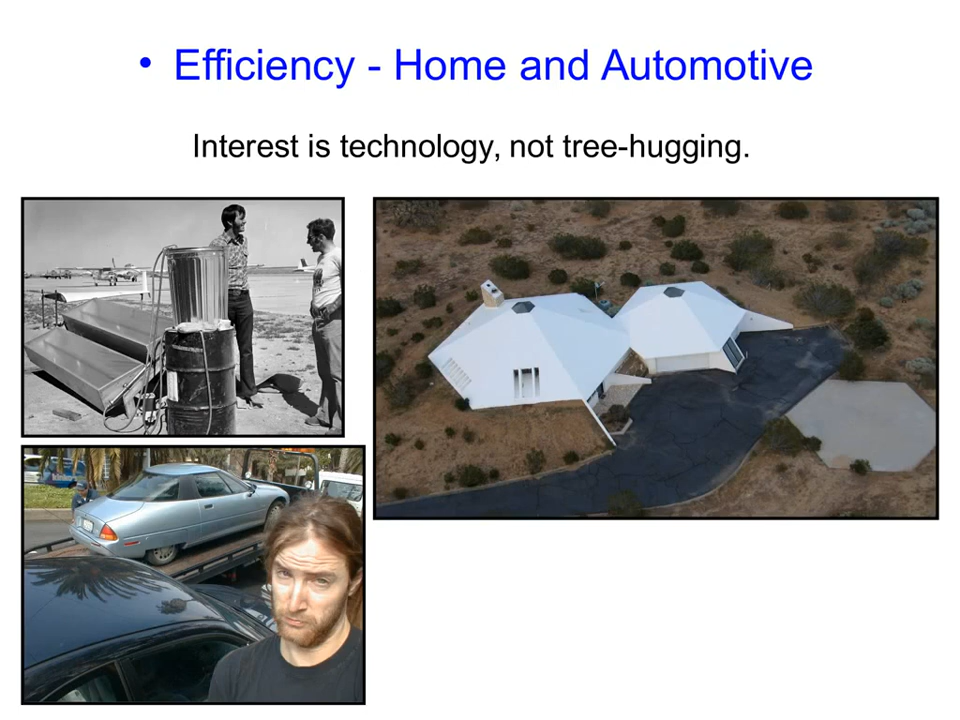 • Efficiency - Home and Automotive
Interest is technology, not tree-hugging.